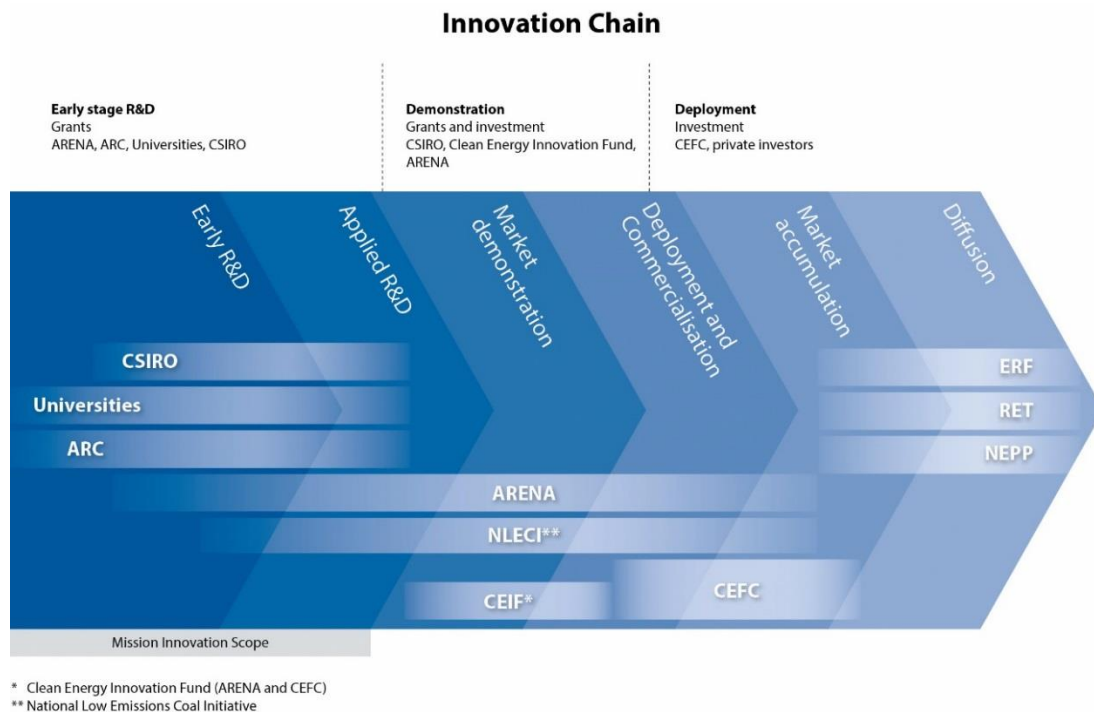 Innovation Chain
Early stage R&D
Grants
ARENA, ARC, Universities, CSIRO
Demonstration
Grants and investment
CSIRO, Clean Energy Innovation Fund,
ARENA
Deployment
Investment
CEFC, private investors
Early R&D
Applied R&D
Market
demonstration
Deployment and
Commercialisation
Market
accumulation
Diffusion
CSIRO
Universities
ARC
ARENA
NLECI**
CEIF*
CEFC
ERF
RET
NEPP
Mission Innovation Scope
* Clean Energy Innovation Fund (ARENA and CEFC)
** National Low Emissions Coal Initiative